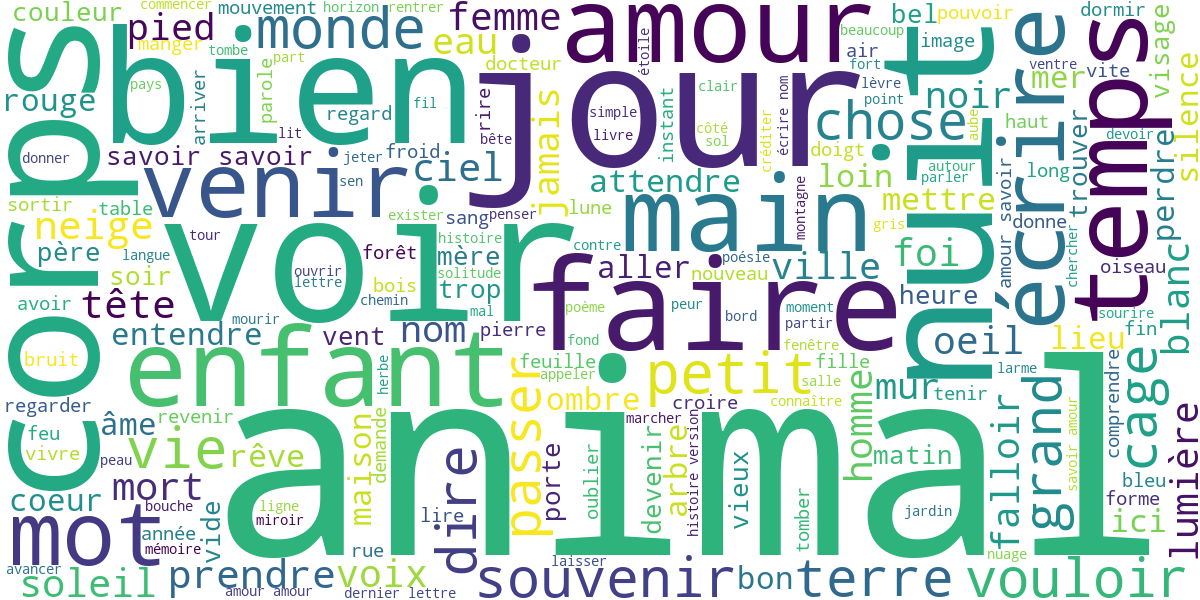 couleur
commencer
mouvement
horizon
rentrer
femme
amour
bel
pouvoir
dormir
pied
manger
tombe
monde
eau
docteur
étoile
beaucoup
air
fort
image
ventre
vite
visage
silence
corps
bien
jour
nuit
écrire
temps
rouge
pays
arriver
parole
part
regard
fil
rire
bête
simple
livre
instant
clair
côté
sol
créditer
écrire nom
lèvre
point
chose
noir
mer
aube
haut
devoir
trouver
perdre
donner
savoir savoir
lit
jeter
froid
sen
ciel
jamais
attendre
doigt
loin
mettre
autour
parler
long
amour savoir
donne
chercher
sortir
table
neige
venir
voir
exister
sang
penser
lune
main
montagne
gris
foi
oiseau
blanc
père
langue
tour
ouvrir
lettre
forêt
mère
histoire
solitude
contre
aller
nouveau
poésie
ville
heure
soir
avoir
tête
mourir
chemin
bois
mal
trop
faire
poème
peur
bord
moment
partir
sourire
fin
entendre
vent
nom
pierre
fond
fenêtre
oeil
lieu
bruit
enfant
herbe
passer
feuille
appeler
petit
fille
salle
connaître
homme
mur
tenir
larme
grand
comprendre
cage
regarder
âme
revenir
feu
vivre
vie
rêve
peau
maison
demande
animal
ombre
croire
marcher
histoire version
arbre
devenir
oublier
vieux
matin
falloir
savoir amour
bleu
forme
ici
lumière
coeur
mort
bouche
ligne
miroir
mot
année
mémoire
vide
lire
dire
porte
tomber
jardin
nuage
avancer
soleil
prendre
rue
voix
amour amour
dernier lettre
souvenir
laisser
bon
terre
vouloir